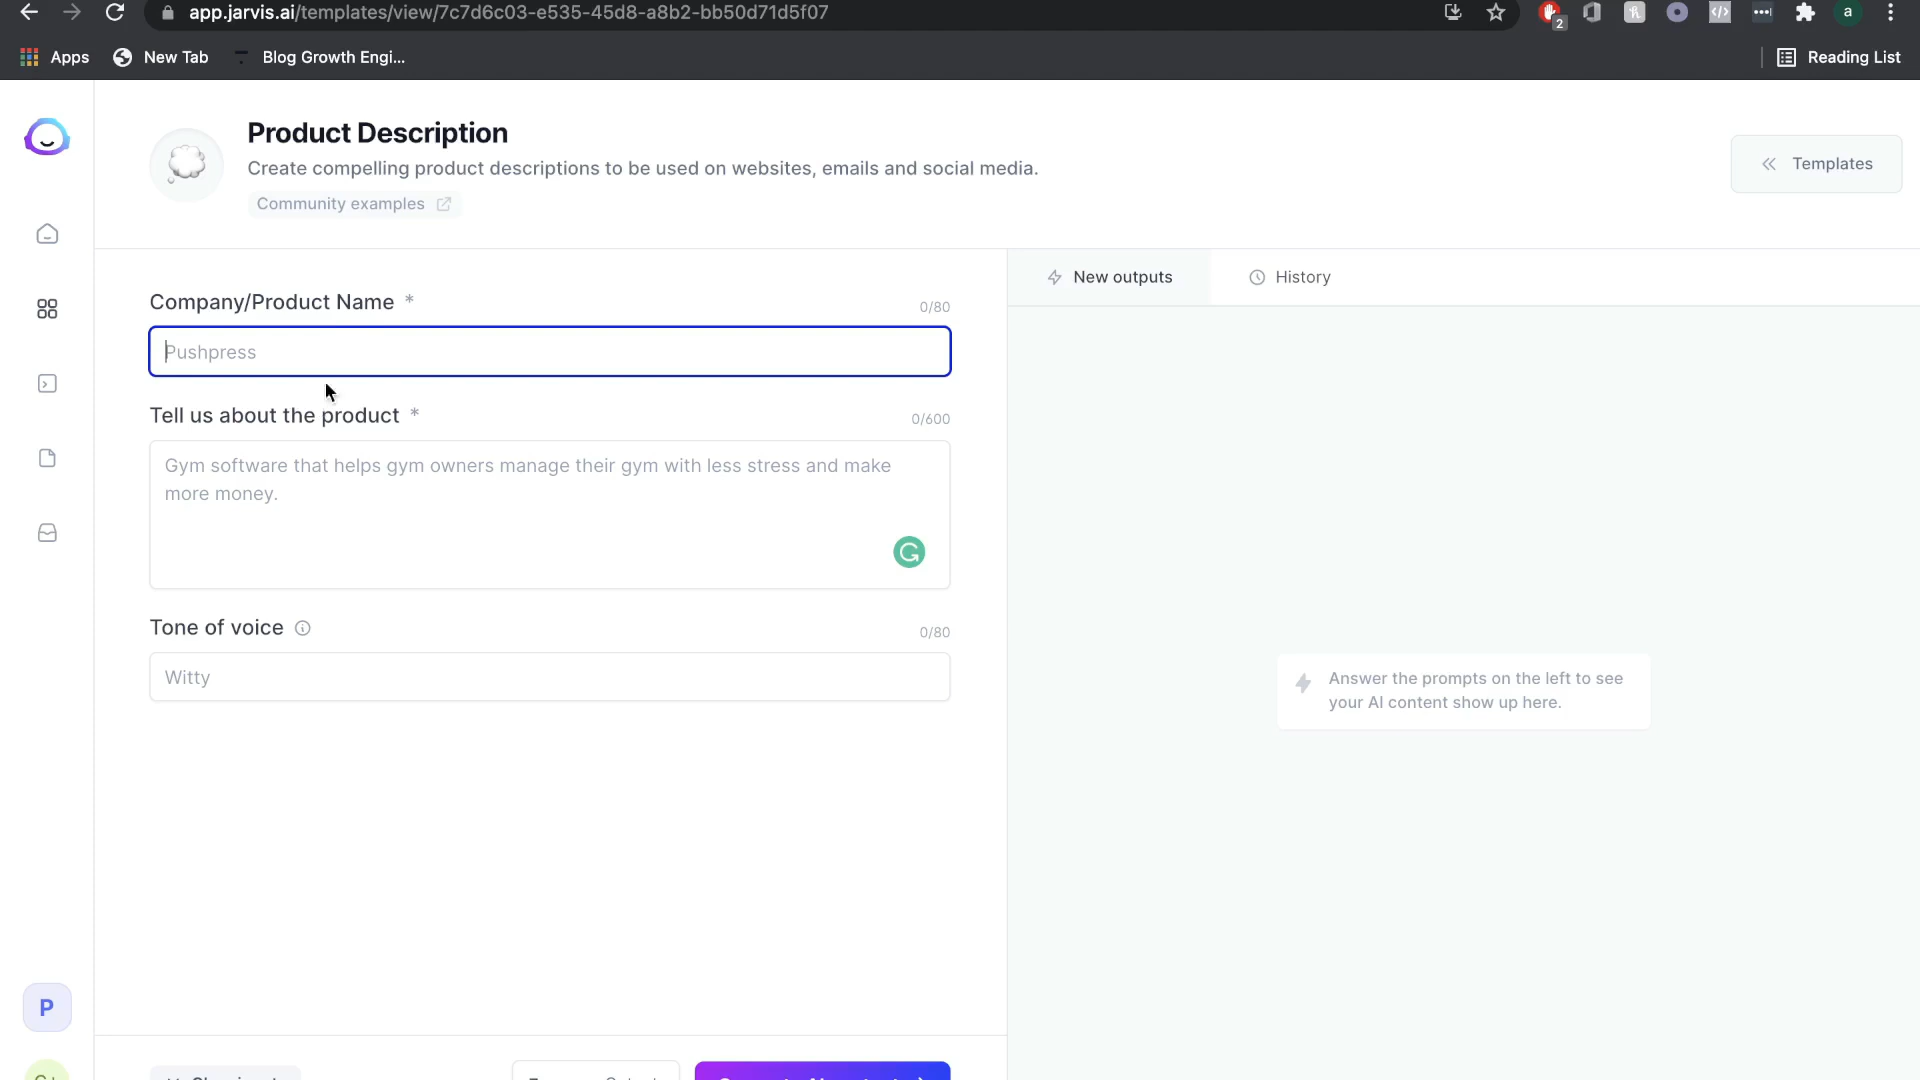 app.jarvis.ai/templates/view/7c7d6c03-e535-45d8-a8b2-bb50d71d5f07
2
a
Apps
New Tab
Blog Growth Engi...
Reading List
Product Description
Create compelling product descriptions to be used on websites, emails and social media.
Community examples
Templates
Company/Product Name *
0/80
Pushpress
Tell us about the product *
0/600
Gym software that helps gym owners manage their gym with less stress and make
more money.
Tone of voice
0/80
Witty
New outputs
History
Answer the prompts on the left to see
your AI content show up here.
P